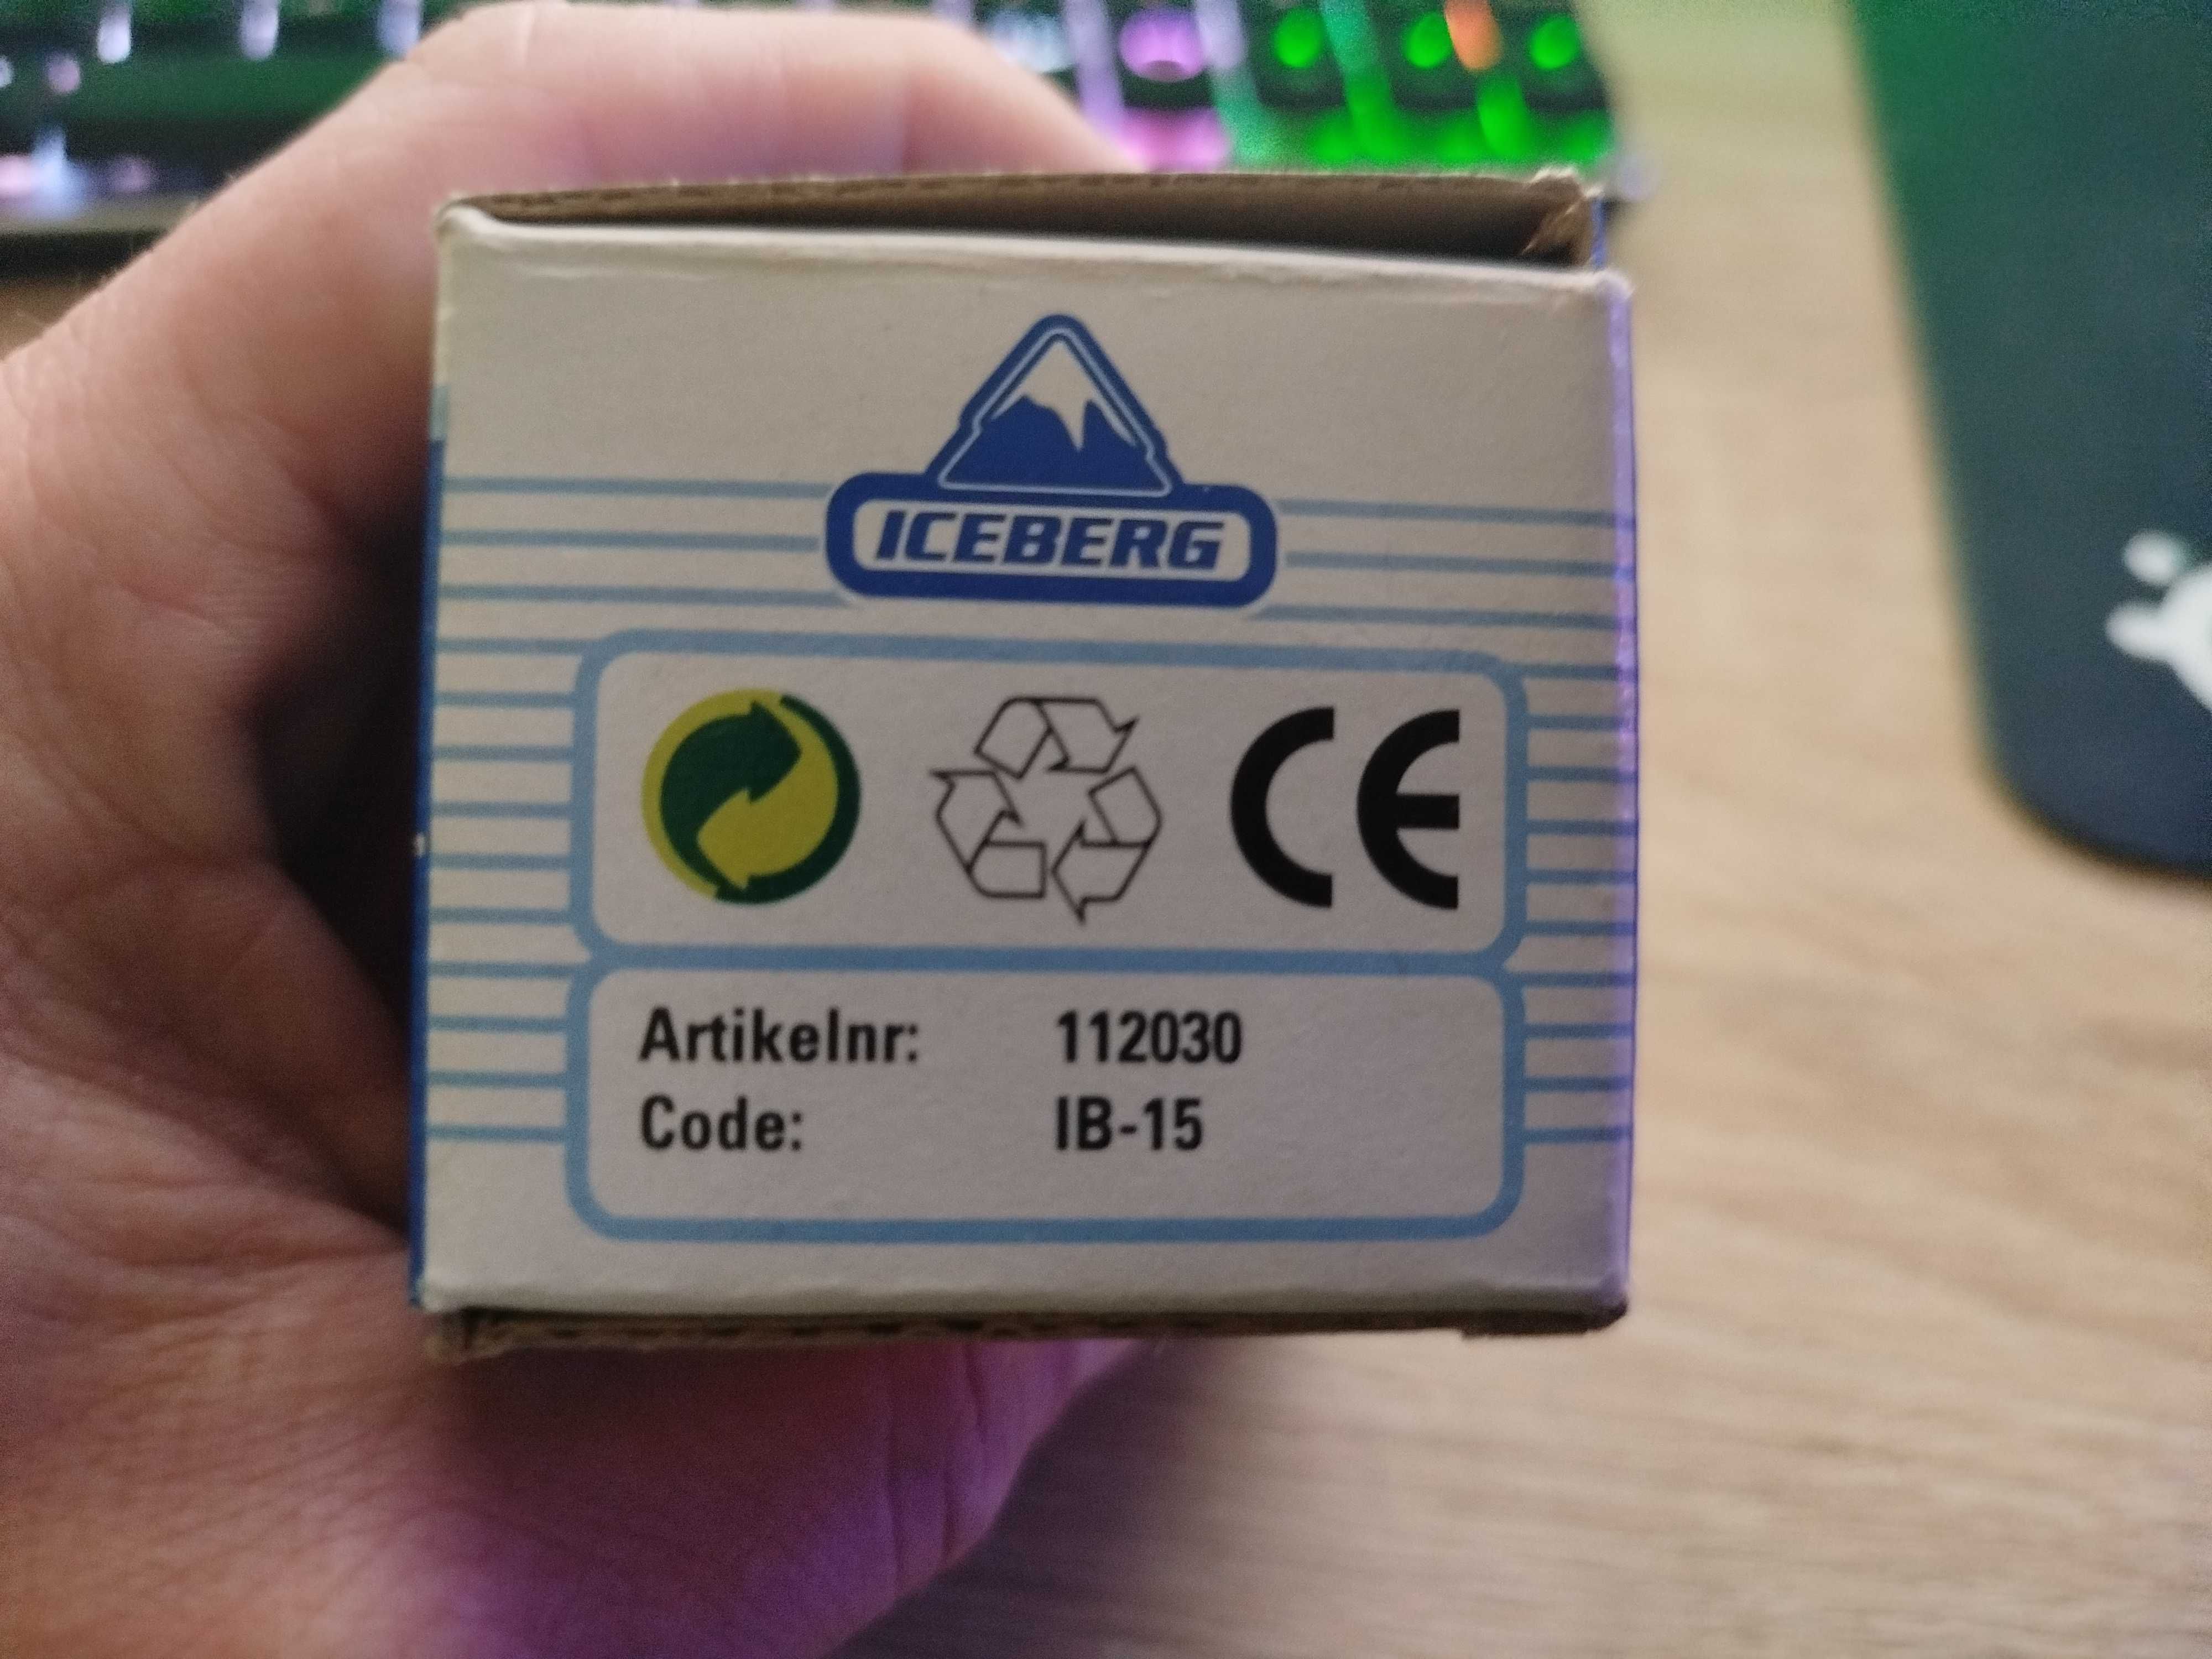 ICEBERG
CE
Artikelnr: 112030
Code: IB-15